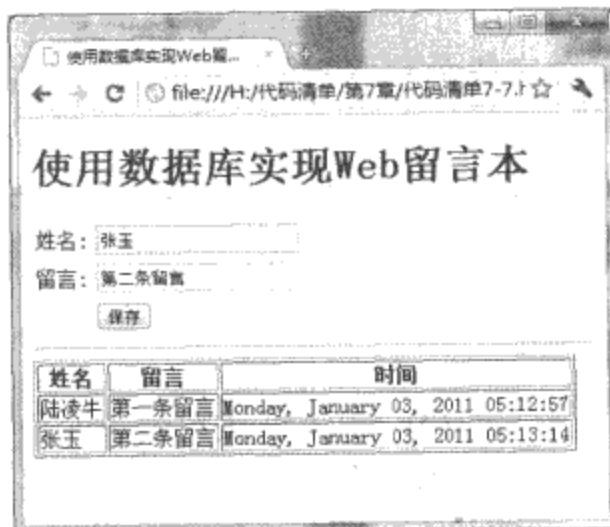 使用数据库实现Web留...
file:///H:/代码清单/第7章/代码清单7-7.h
使用数据库实现Web留言本
姓名: 张玉
留言: 第二条留言
保存
姓名 留言 时间
陆凌牛 第一条留言 Monday, January 03, 2011 05:12:57
张玉 第二条留言 Monday, January 03, 2011 05:13:14